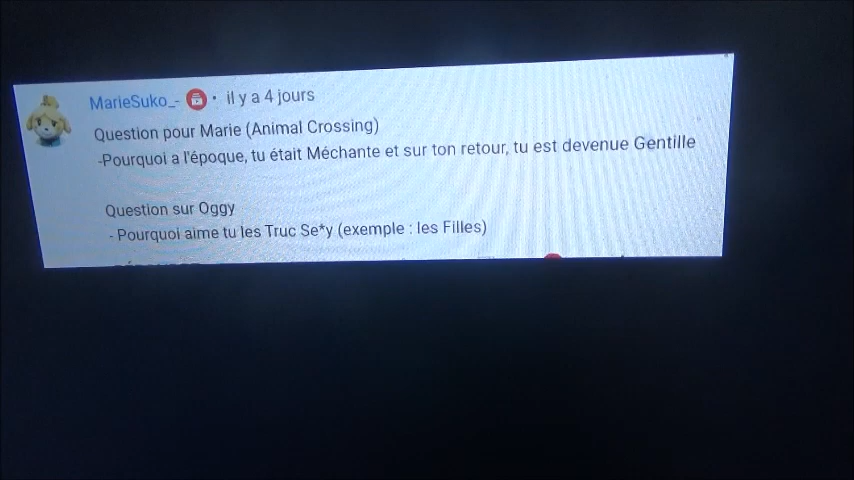 MarieSuko_- • il y a 4 jours
Question pour Marie (Animal Crossing)
-Pourquoi a l'époque, tu était Méchante et sur ton retour, tu est devenue Gentille
Question sur Oggy
- Pourquoi aime tu les Truc Se*y (exemple : les Filles)